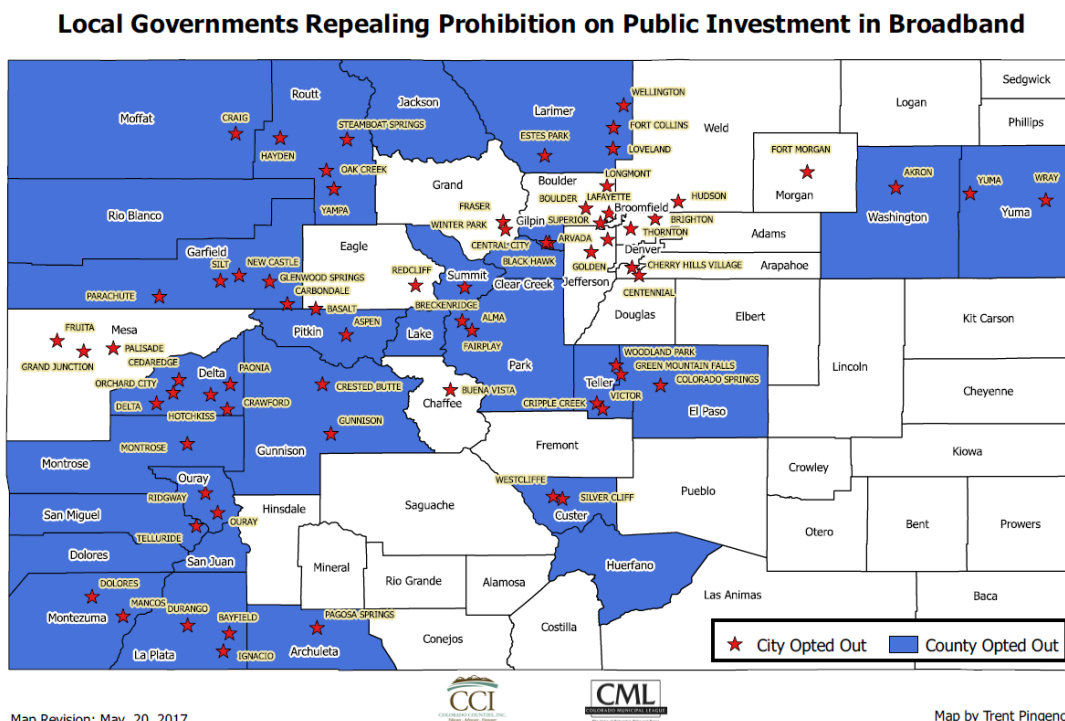 Local Governments Repealing Prohibition on Public Investment in Broadband
Sedgwick
Logan
Phillips
Moffat
Routt
Jackson
Larimer
Weld
WELLINGTON
CRAIG
STEAMBOAT SPRINGS
FORT COLLINS
HAYDEN
ESTES PARK
LOVELAND
FORT MORGAN
Morgan
OAK CREEK
LONGMONT
Grand
Boulder
AKRON
YUMA
WRAY
Washington
Yuma
YAMPA
BOULDER
LAFAYETTE
HUDSON
Rio Blanco
FRASER
Gilpin
SUPERIOR
Broomfield
BRIGHTON
WINTER PARK
THORNTON
Adams
CENTRAL CITY
ARVADA
Denver
Eagle
Garfield
SILT
NEW CASTLE
BLACK HAWK
GOLDEN
CHERRY HILLS VILLAGE
Arapahoe
REDCLIFF
Summit
GLENWOOD SPRINGS
Clear Creek
Jefferson
CENTENNIAL
PARACHUTE
CARBONDALE
BRECKENRIDGE
BASALT
ALMA
Douglas
Elbert
Kit Carson
FRUITA
Mesa
Pitkin
ASPEN
Lake
FAIRPLAY
PALISADE
GRAND JUNCTION
CEDAREDGE
Park
WOODLAND PARK
GREEN MOUNTAIN FALLS
Lincoln
ORCHARD CITY
Delta
PAONIA
Teller
COLORADO SPRINGS
CRESTED BUTTE
BUENA VISTA
Cheyenne
DELTA
CRAWFORD
Chaffee
CRIPPLE CREEK
VICTOR
El Paso
HOTCHKISS
GUNNISON
MONTROSE
Gunnison
Fremont
Kiowa
Montrose
Crowley
Ouray
WESTCLIFFE
Pueblo
RIDGWAY
SILVER CLIFF
Hinsdale
Saguache
San Miguel
OURAY
Custer
Otero
Bent
Prowers
TELLURIDE
Dolores
San Juan
Huerfano
Mineral
Rio Grande
Alamosa
DOLORES
Las Animas
Baca
MANCOS
DURANGO
BAYFIELD
PAGOSA SPRINGS
Montezuma
Costilla
Conejos
La Plata
IGNACIO
Archuleta
City Opted Out
County Opted Out
CCI
COLORADO COUNTIES, INC.
CML
COLORADO MUNICIPAL LEAGUE
Map Revision: May, 20, 2017
Map by Trent Pingeno